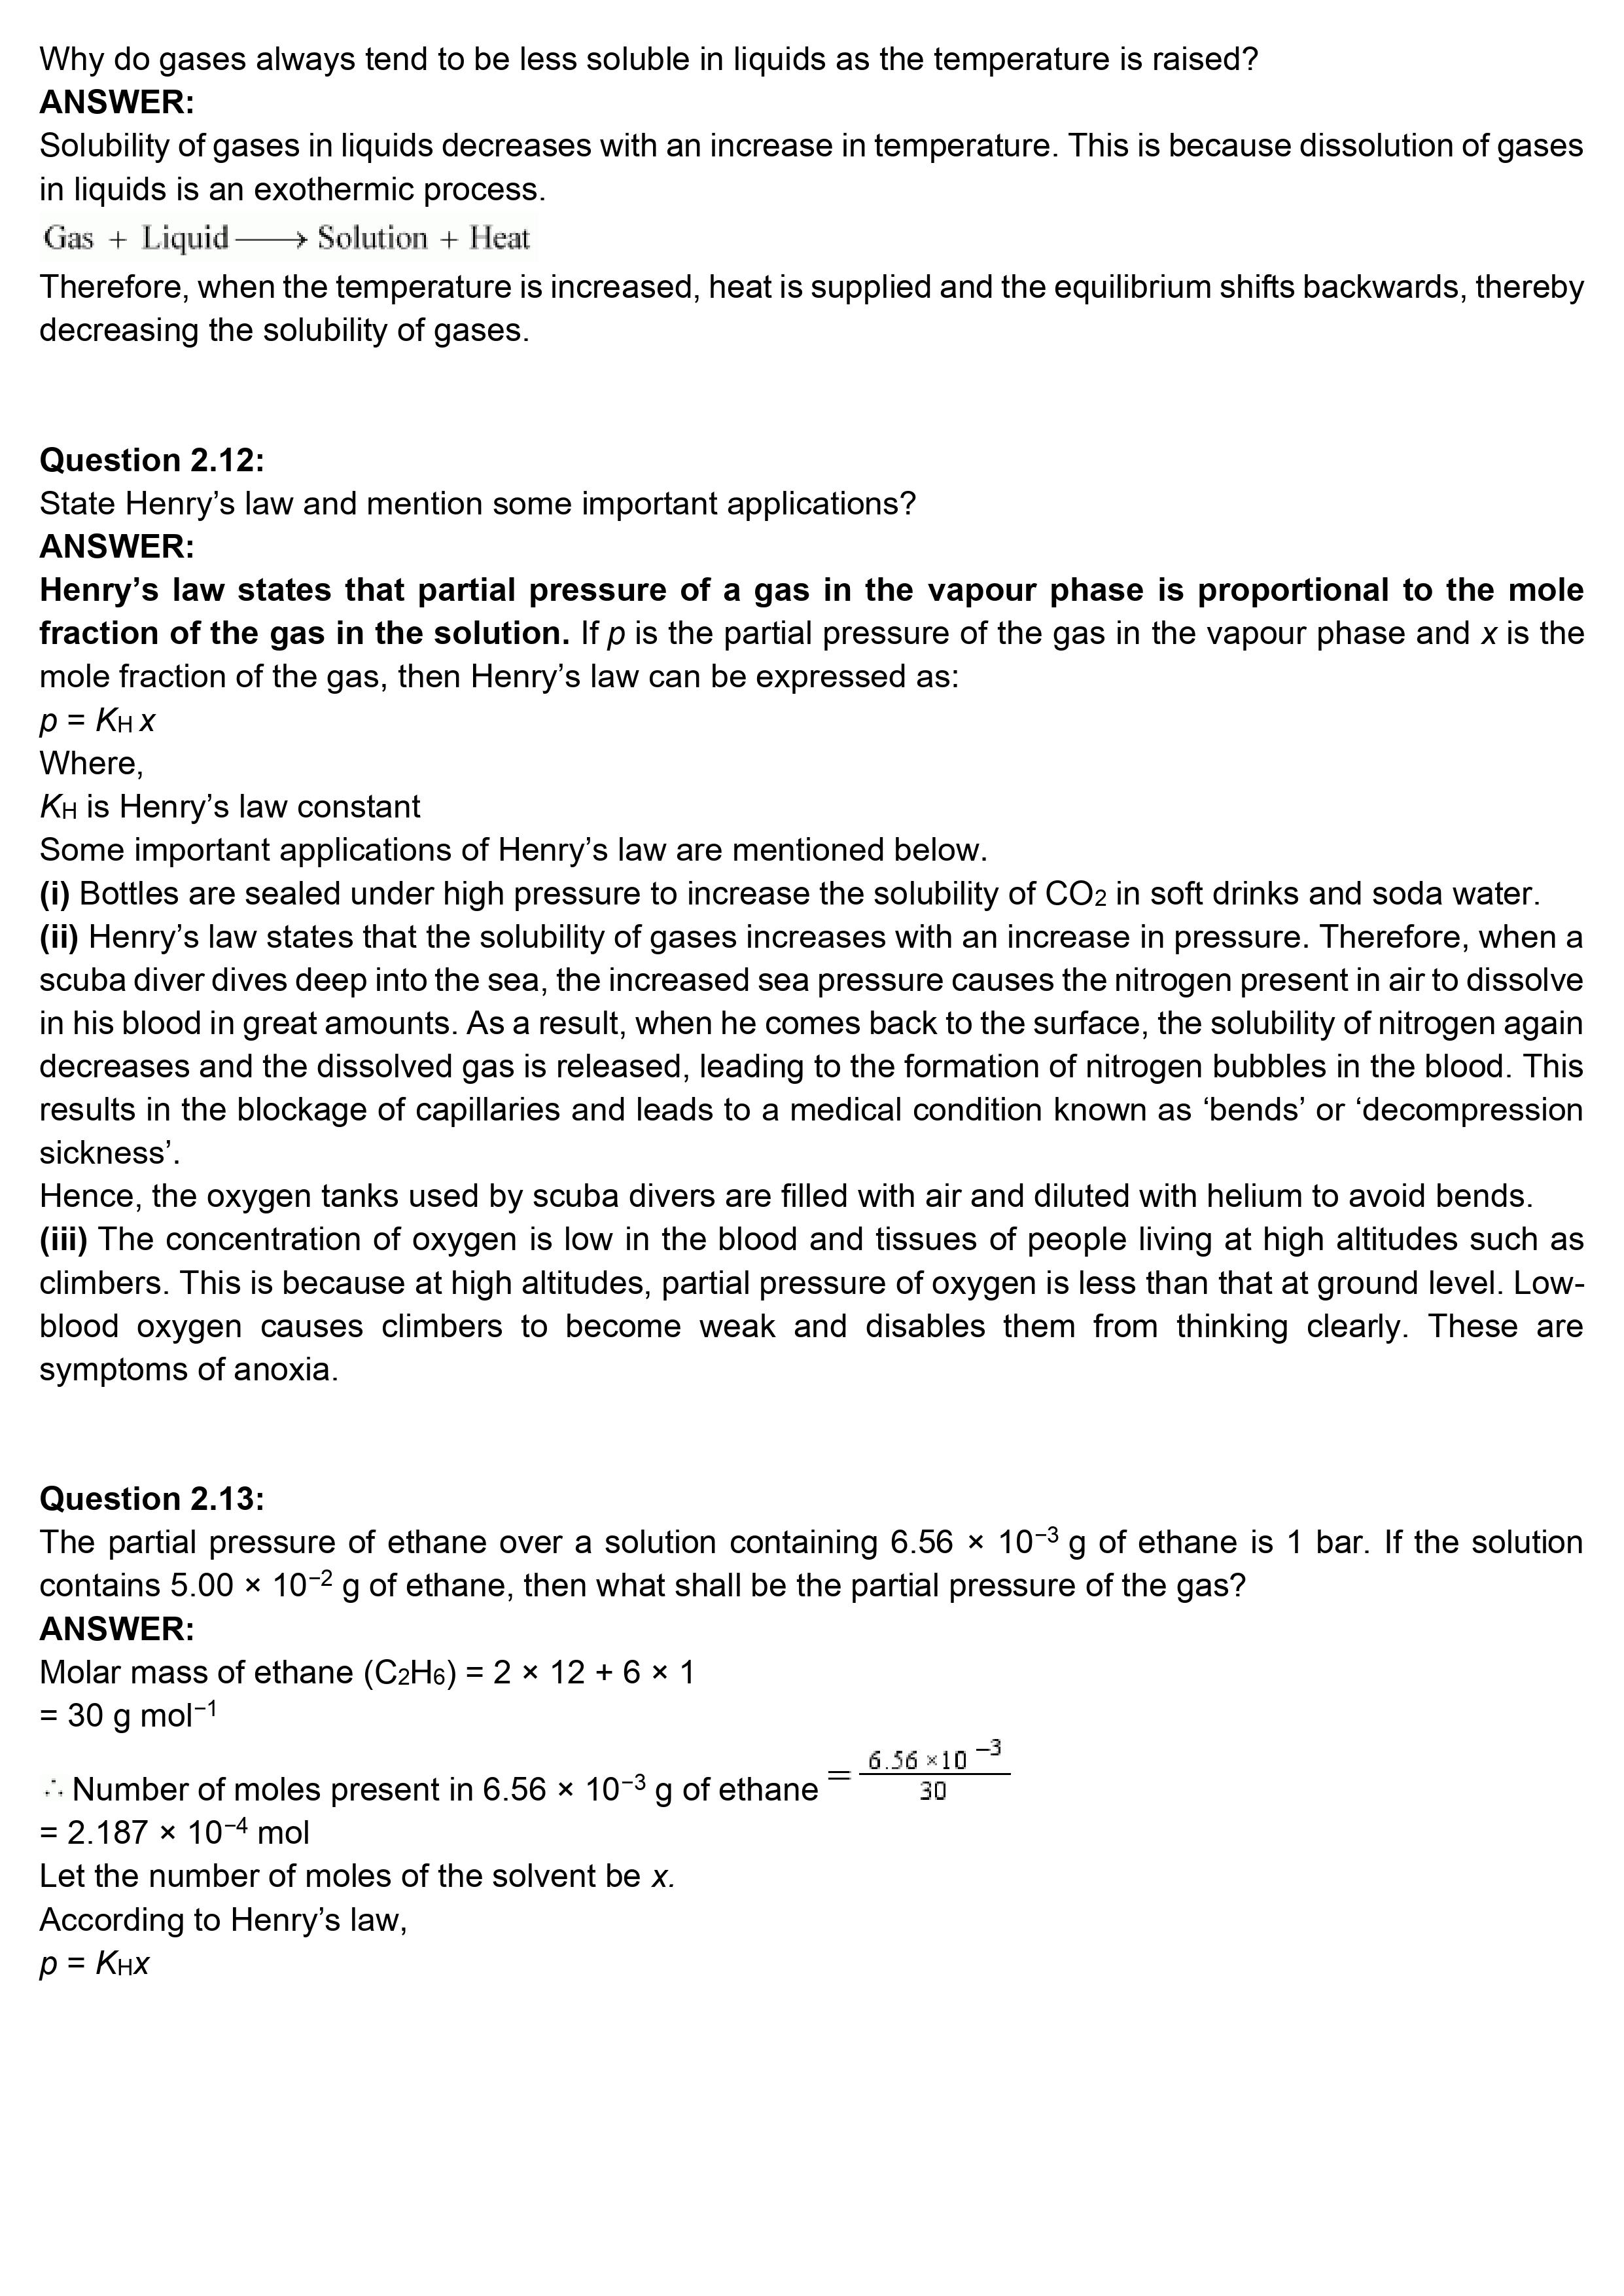 Why do gases always tend to be less soluble in liquids as the temperature is raised?
ANSWER:
Solubility of gases in liquids decreases with an increase in temperature. This is because dissolution of gases
in liquids is an exothermic process.
Gas + Liquid ⟶ Solution + Heat
Therefore, when the temperature is increased, heat is supplied and the equilibrium shifts backwards, thereby
decreasing the solubility of gases.
Question 2.12:
State Henry’s law and mention some important applications?
ANSWER:
Henry’s law states that partial pressure of a gas in the vapour phase is proportional to the mole
fraction of the gas in the solution. If p is the partial pressure of the gas in the vapour phase and x is the
mole fraction of the gas, then Henry’s law can be expressed as:
p = KH x
Where,
KH is Henry’s law constant
Some important applications of Henry’s law are mentioned below.
(i) Bottles are sealed under high pressure to increase the solubility of CO2 in soft drinks and soda water.
(ii) Henry’s law states that the solubility of gases increases with an increase in pressure. Therefore, when a
scuba diver dives deep into the sea, the increased sea pressure causes the nitrogen present in air to dissolve
in his blood in great amounts. As a result, when he comes back to the surface, the solubility of nitrogen again
decreases and the dissolved gas is released, leading to the formation of nitrogen bubbles in the blood. This
results in the blockage of capillaries and leads to a medical condition known as ‘bends’ or ‘decompression
sickness’.
Hence, the oxygen tanks used by scuba divers are filled with air and diluted with helium to avoid bends.
(iii) The concentration of oxygen is low in the blood and tissues of people living at high altitudes such as
climbers. This is because at high altitudes, partial pressure of oxygen is less than that at ground level. Low-
blood oxygen causes climbers to become weak and disables them from thinking clearly. These are
symptoms of anoxia.
Question 2.13:
The partial pressure of ethane over a solution containing 6.56 × 10−3 g of ethane is 1 bar. If the solution
contains 5.00 × 10−2 g of ethane, then what shall be the partial pressure of the gas?
ANSWER:
Molar mass of ethane (C2H6) = 2 × 12 + 6 × 1
= 30 g mol−1
∴ Number of moles present in 6.56 × 10−3 g of ethane = 6.56 ×10 −3 / 30
= 2.187 × 10−4 mol
Let the number of moles of the solvent be x.
According to Henry’s law,
p = KHx